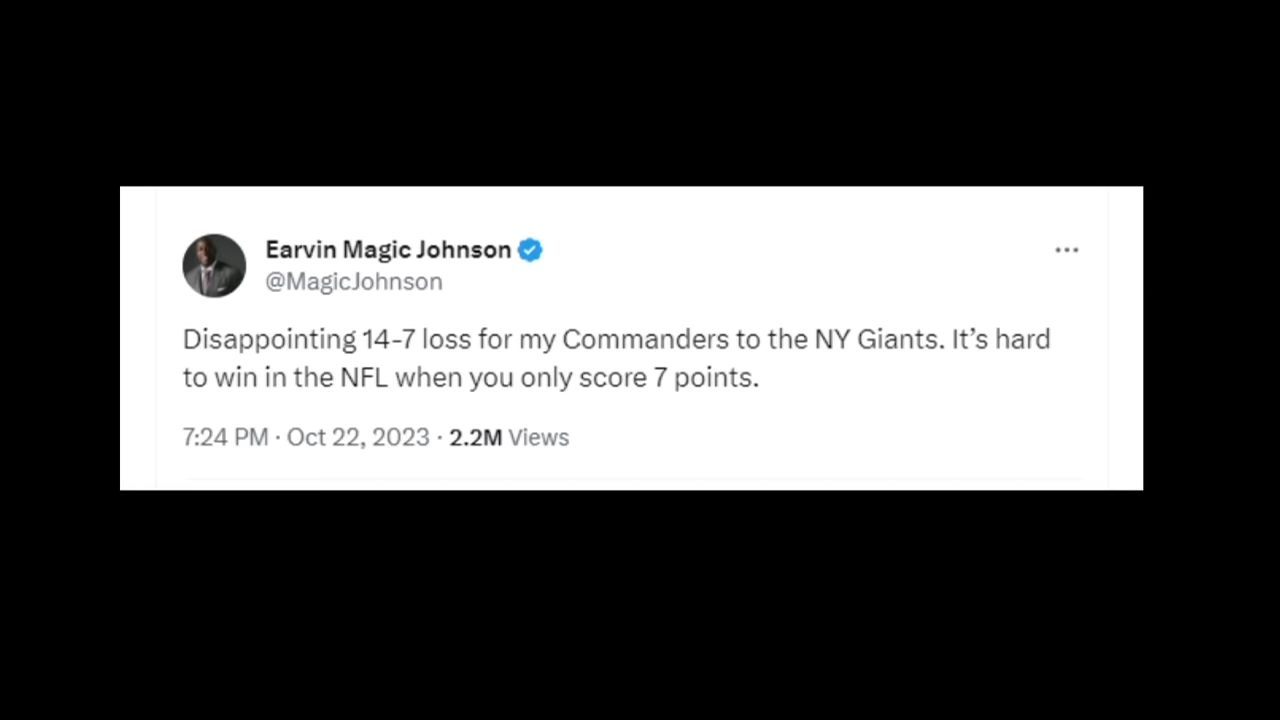 Earvin Magic Johnson
@MagicJohnson
Disappointing 14-7 loss for my Commanders to the NY Giants. It’s hard
to win in the NFL when you only score 7 points.
7:24 PM · Oct 22, 2023 · 2.2M Views